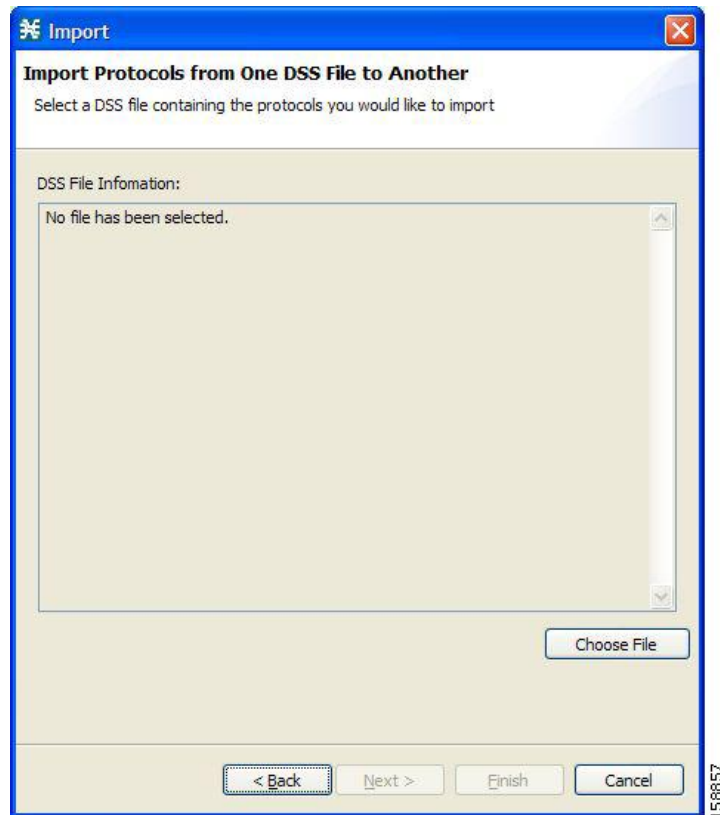 Import
Import Protocols from One DSS File to Another
Select a DSS file containing the protocols you would like to import
DSS File Infomation:
No file has been selected.
Choose File
< Back
Next >
Finish
Cancel
158857